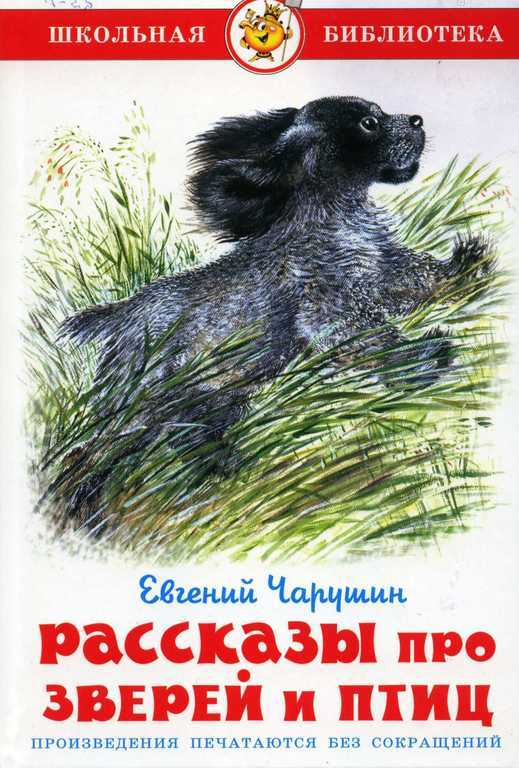 ШКОЛЬНАЯ БИБЛИОТЕКА
Евгений Чарушин
РАССКАЗЫ ПРО
ЗВЕРЕЙ И ПТИЦ
ПРОИЗВЕДЕНИЯ ПЕЧАТАЮТСЯ БЕЗ СОКРАЩЕНИЙ